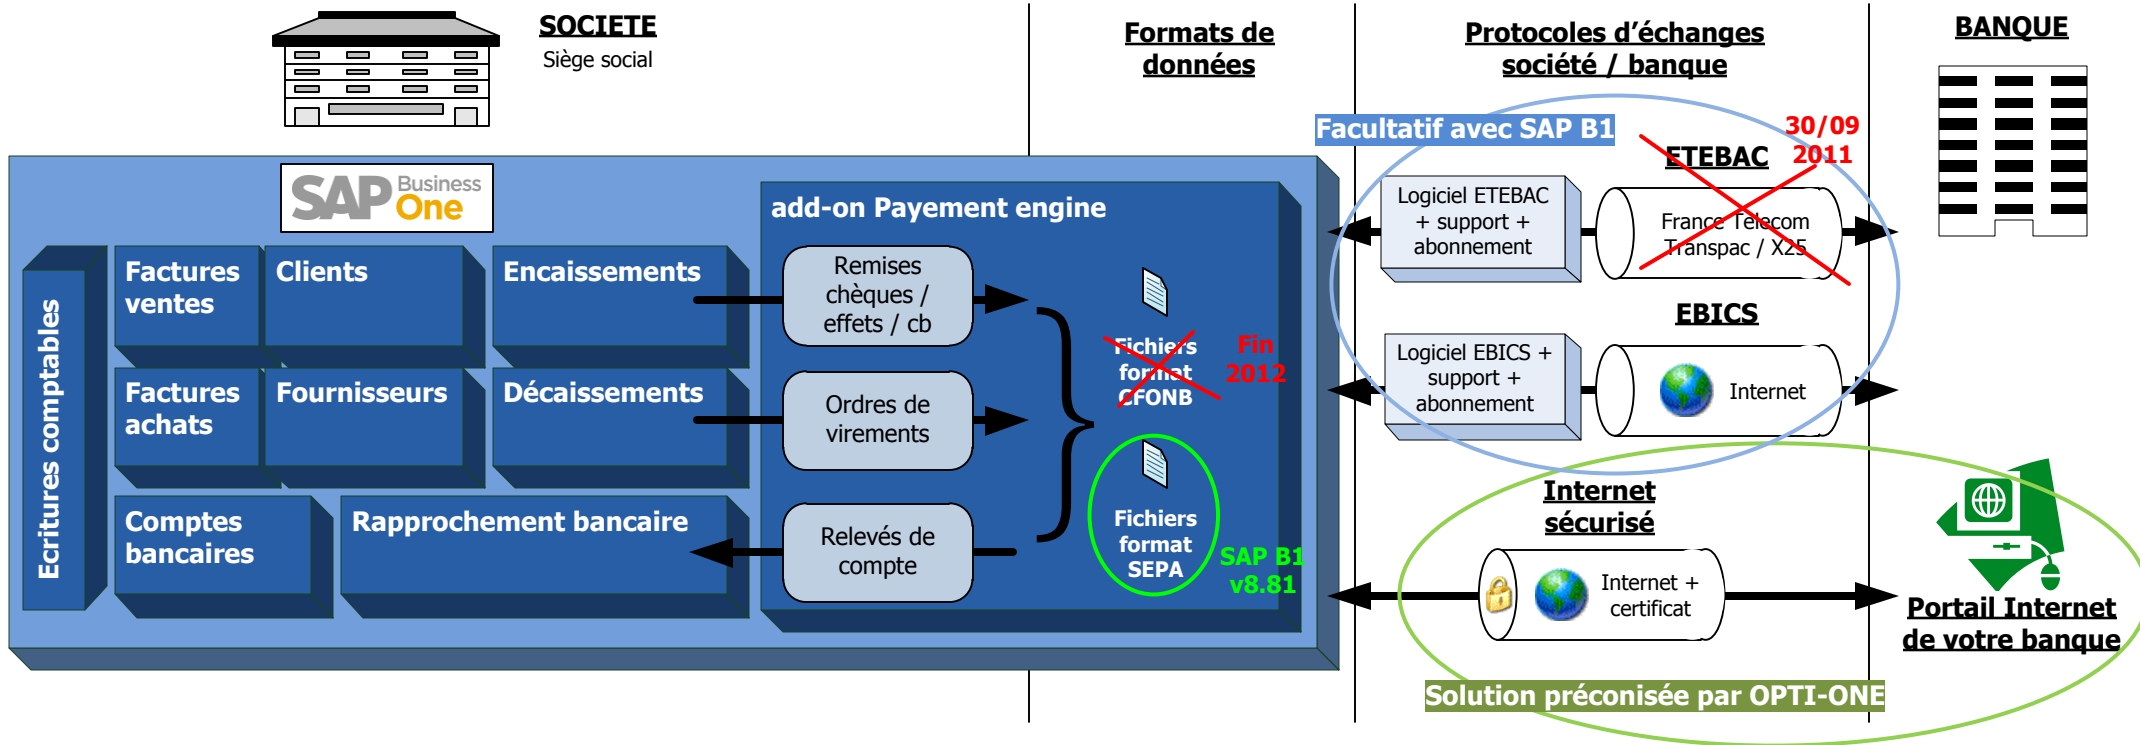 SOCIETE
Siège social
Formats de
données
Protocoles d'échanges
société / banque
BANQUE
Facultatif avec SAP B1
30/09
2011
ETEBAC
Logiciel ETEBAC
+ support +
abonnement
France Télécom
Transpac / X25
EBICS
Logiciel EBICS +
support +
abonnement
Internet
Internet
sécurisé
Internet +
certificat
Portail Internet
de votre banque
Solution préconisée par OPTI-ONE
SAP Business
One
add-on Payement engine
Ecritures comptables
Factures
ventes
Clients
Encaissements
Remises
chèques /
effets / cb
Factures
achats
Fournisseurs
Décaissements
Ordres de
virements
Comptes
bancaires
Rapprochement bancaire
Relevés de
compte
Fichiers
format
CFONB
Fin
2012
Fichiers
format
SEPA
SAP B1
v8.81